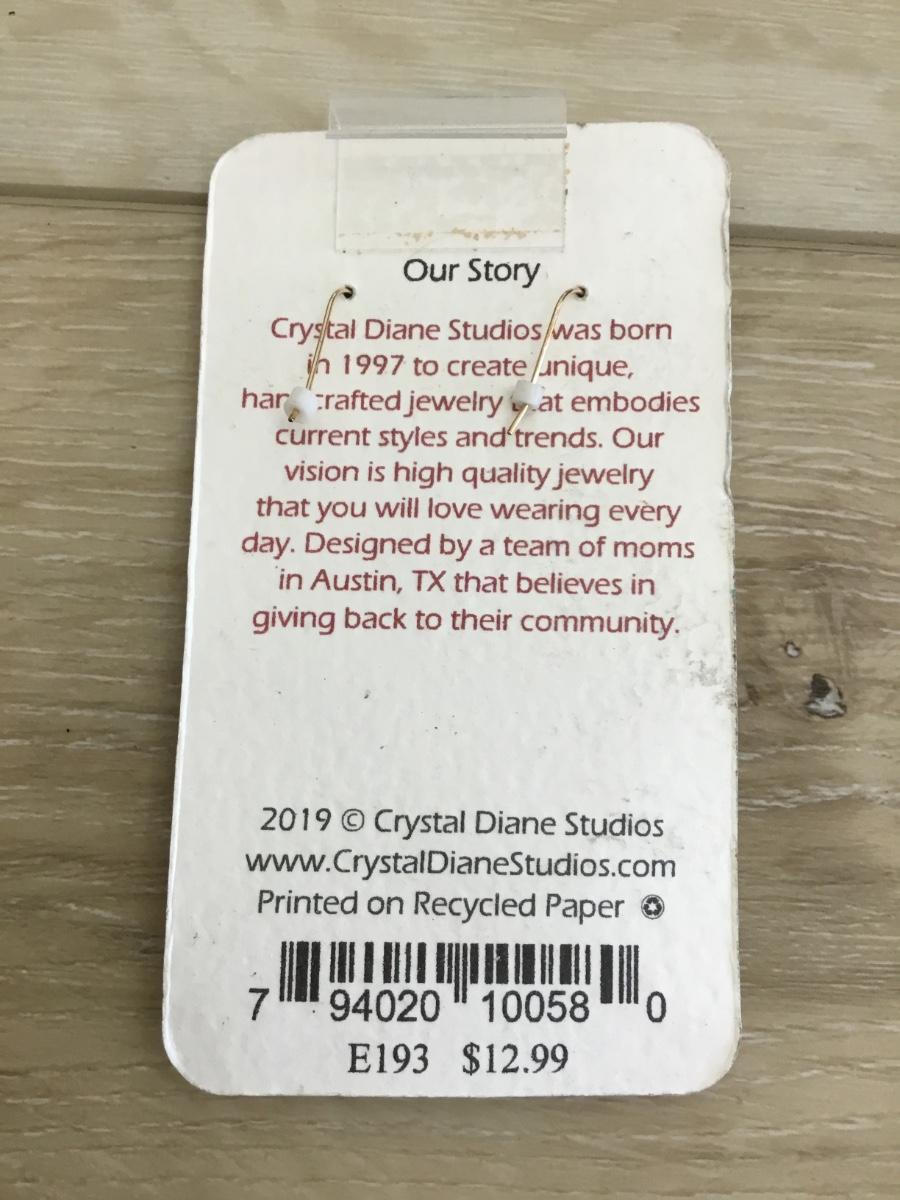 Our Story
Crystal Diane Studios was born
in 1997 to create unique,
handcrafted jewelry that embodies
current styles and trends. Our
vision is high quality jewelry
that you will love wearing every
day. Designed by a team of moms
in Austin, TX that believes in
giving back to their community.
2019 © Crystal Diane Studios
www.CrystalDianeStudios.com
Printed on Recycled Paper
7 94020 10058 0
E193 $12.99